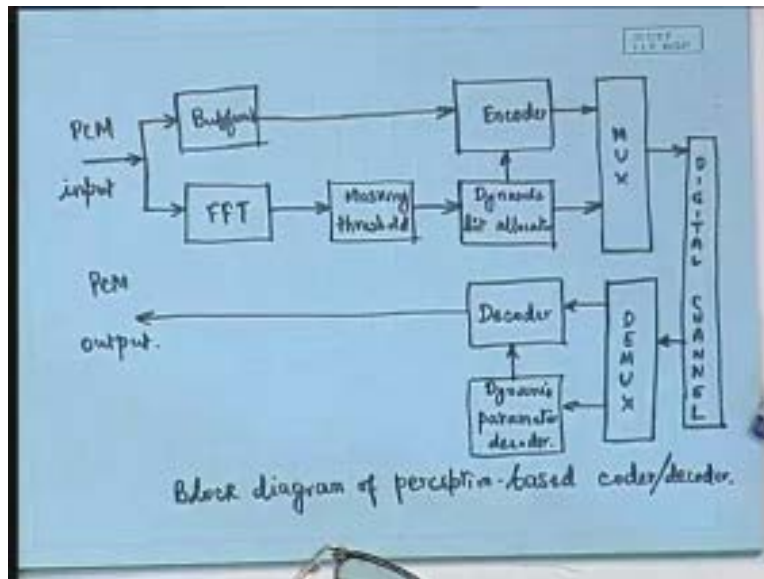 PCM
input
Buffer
Encoder
MUX
FFT
Masking
threshold
Dynamic
bit allocat
DIGITAL CHANNEL
PCM
output.
Decoder
DEMUX
Dynamic
parameter
decoder.
Block diagram of perception-based coder/decoder.